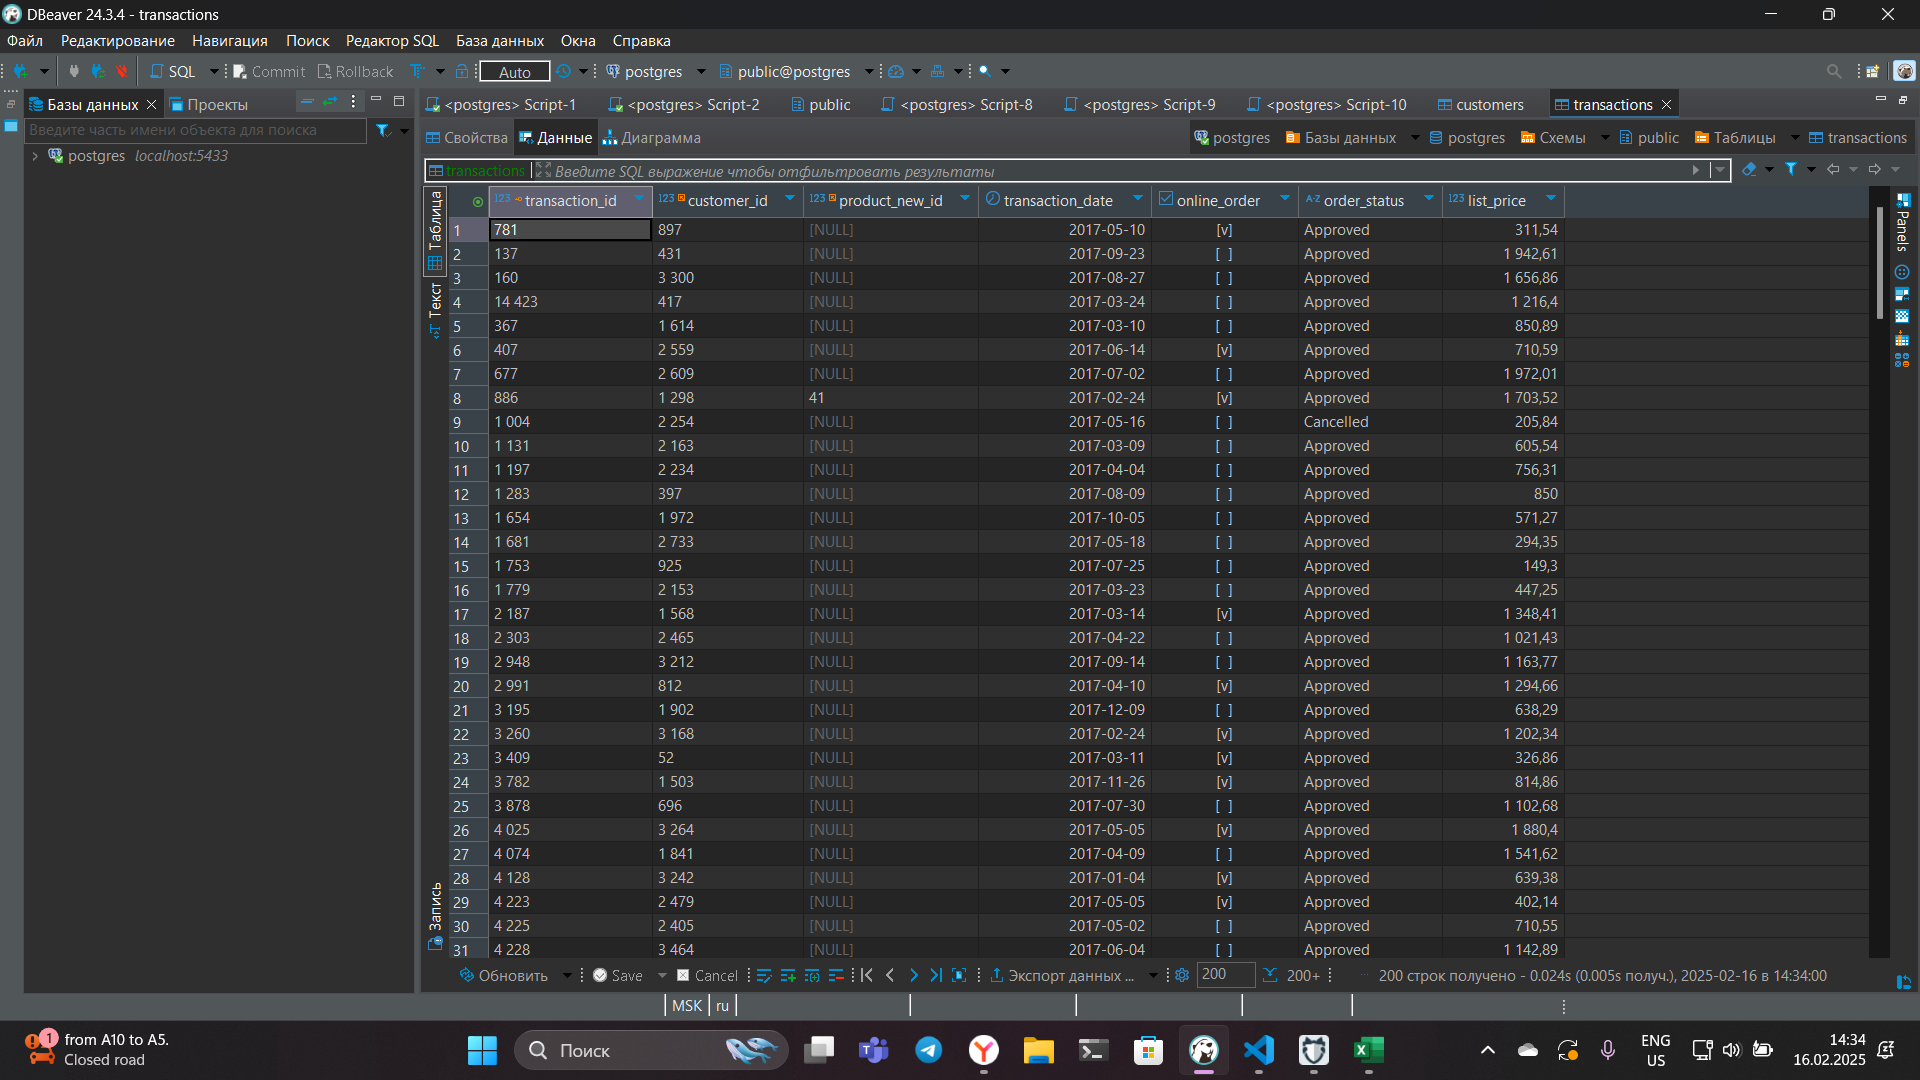 DBeaver 24.3.4 - transactions
Файл Редактирование Навигация Поиск Редактор SQL База данных Окна Справка
SQL Commit Rollback Auto postgres public@postgres
Базы данных Проекты <postgres> Script-1 <postgres> Script-2 public <postgres> Script-8 <postgres> Script-9 <postgres> Script-10 customers transactions
Введите часть имени объекта для поиска
postgres localhost:5433
Свойства Данные Диаграмма postgres Базы данных postgres Схемы public Таблицы transactions
transactions Введите SQL выражение чтобы отфильтровать результаты
Таблица
Текст
Запись
Panels
123 transaction_id 123 customer_id 123 product_new_id transaction_date online_order A-Z order_status 123 list_price
1 781 897 [NULL] 2017-05-10 [v] Approved 311,54
2 137 431 [NULL] 2017-09-23 [ ] Approved 1 942,61
3 160 3 300 [NULL] 2017-08-27 [ ] Approved 1 656,86
4 14 423 417 [NULL] 2017-03-24 [ ] Approved 1 216,4
5 367 1 614 [NULL] 2017-03-10 [ ] Approved 850,89
6 407 2 559 [NULL] 2017-06-14 [v] Approved 710,59
7 677 2 609 [NULL] 2017-07-02 [ ] Approved 1 972,01
8 886 1 298 41 2017-02-24 [v] Approved 1 703,52
9 1 004 2 254 [NULL] 2017-05-16 [ ] Cancelled 205,84
10 1 131 2 163 [NULL] 2017-03-09 [ ] Approved 605,54
11 1 197 2 234 [NULL] 2017-04-04 [ ] Approved 756,31
12 1 283 397 [NULL] 2017-08-09 [ ] Approved 850
13 1 654 1 972 [NULL] 2017-10-05 [ ] Approved 571,27
14 1 681 2 733 [NULL] 2017-05-18 [ ] Approved 294,35
15 1 753 925 [NULL] 2017-07-25 [ ] Approved 149,3
16 1 779 2 153 [NULL] 2017-03-23 [ ] Approved 447,25
17 2 187 1 568 [NULL] 2017-03-14 [v] Approved 1 348,41
18 2 303 2 465 [NULL] 2017-04-22 [ ] Approved 1 021,43
19 2 948 3 212 [NULL] 2017-09-14 [ ] Approved 1 163,77
20 2 991 812 [NULL] 2017-04-10 [v] Approved 1 294,66
21 3 195 1 902 [NULL] 2017-12-09 [ ] Approved 638,29
22 3 260 3 168 [NULL] 2017-02-24 [v] Approved 1 202,34
23 3 409 52 [NULL] 2017-03-11 [v] Approved 326,86
24 3 782 1 503 [NULL] 2017-11-26 [v] Approved 814,86
25 3 878 696 [NULL] 2017-07-30 [ ] Approved 1 102,68
26 4 025 3 264 [NULL] 2017-05-05 [v] Approved 1 880,4
27 4 074 1 841 [NULL] 2017-04-09 [ ] Approved 1 541,62
28 4 128 3 242 [NULL] 2017-01-04 [v] Approved 639,38
29 4 223 2 479 [NULL] 2017-05-05 [v] Approved 402,14
30 4 225 2 405 [NULL] 2017-05-02 [ ] Approved 710,55
31 4 228 3 464 [NULL] 2017-06-04 [ ] Approved 1 142,89
Обновить Save Cancel Экспорт данных ... 200 200+ 200 строк получено - 0.024s (0.005s получ.), 2025-02-16 в 14:34:00
MSK ru
1 from A10 to A5.
Closed road
Поиск
ENG
US
14:34
16.02.2025